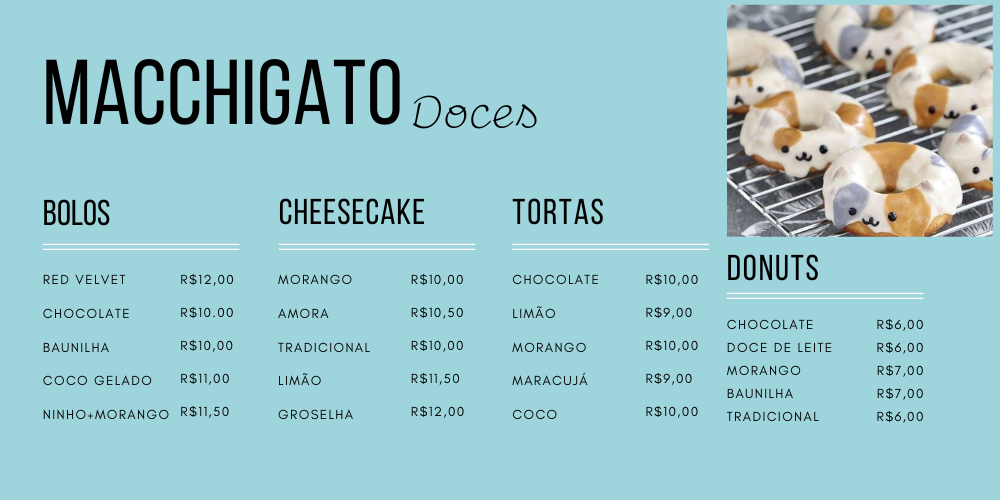 MACCHIGATO Doces
BOLOS
RED VELVET R$12,00
CHOCOLATE R$10.00
BAUNILHA R$10,00
COCO GELADO R$11,00
NINHO+MORANGO R$11,50
CHEESECAKE
MORANGO R$10,00
AMORA R$10,50
TRADICIONAL R$10,00
LIMÃO R$11,50
GROSELHA R$12,00
TORTAS
CHOCOLATE R$10,00
LIMÃO R$9,00
MORANGO R$10,00
MARACUJÁ R$9,00
COCO R$10,00
DONUTS
CHOCOLATE R$6,00
DOCE DE LEITE R$6,00
MORANGO R$7,00
BAUNILHA R$7,00
TRADICIONAL R$6,00